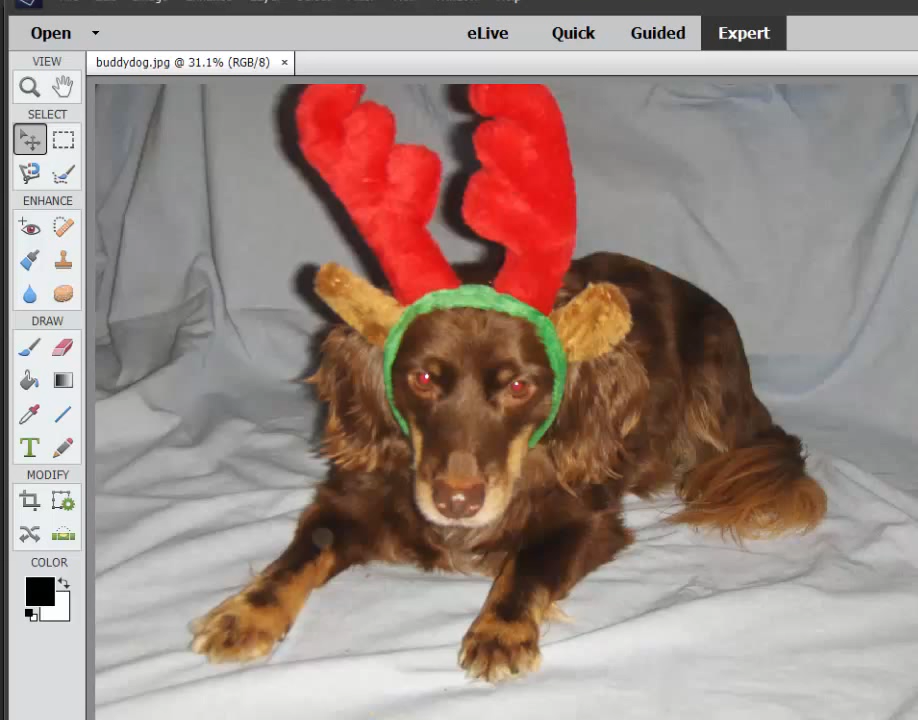 Open
eLive Quick Guided Expert
VIEW
buddydog.jpg @ 31.1% (RGB/8) ×
SELECT
ENHANCE
DRAW
T
MODIFY
COLOR